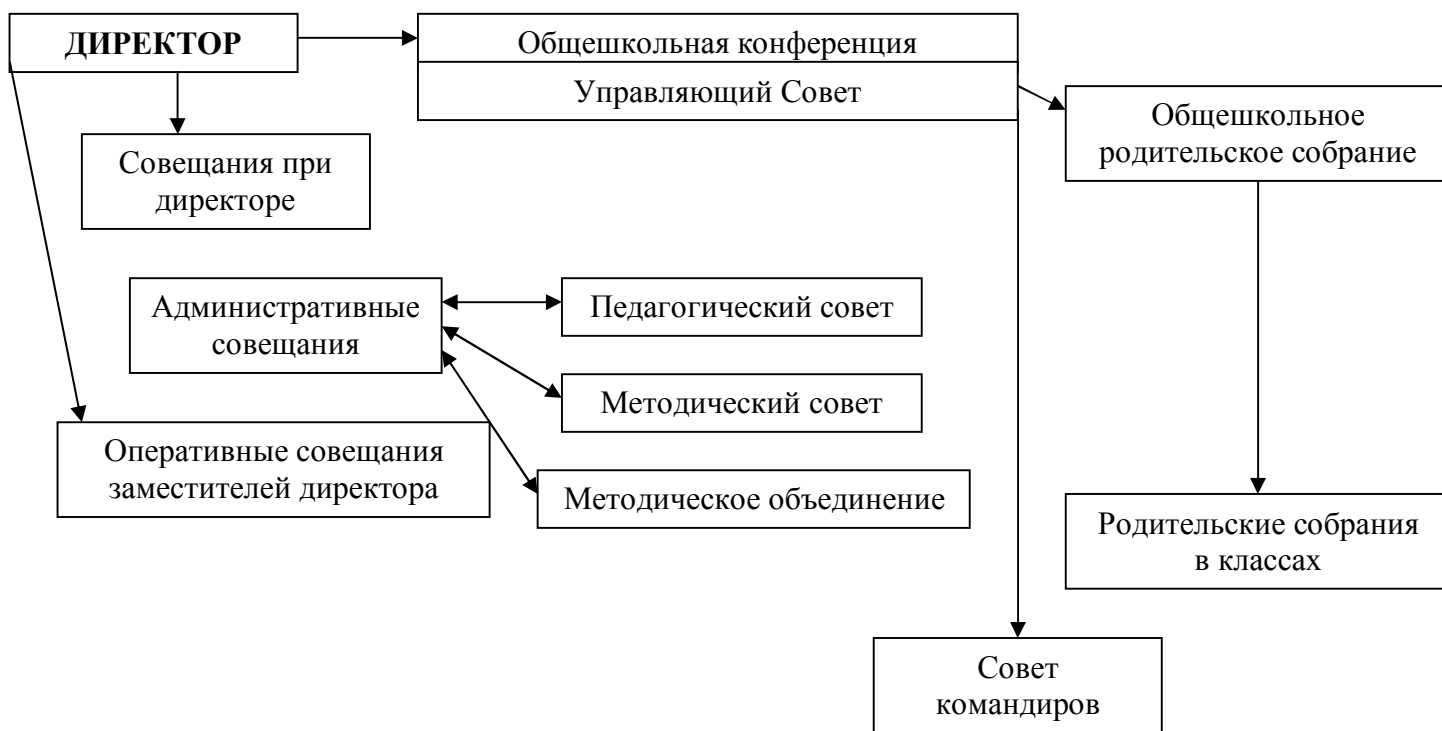 ДИРЕКТОР
Общешкольная конференция
Управляющий Совет
Общешкольное
родительское собрание
Совещания при
директоре
Административные
совещания
Педагогический совет
Методический совет
Оперативные совещания
заместителей директора
Методическое объединение
Родительские собрания
в классах
Совет
командиров